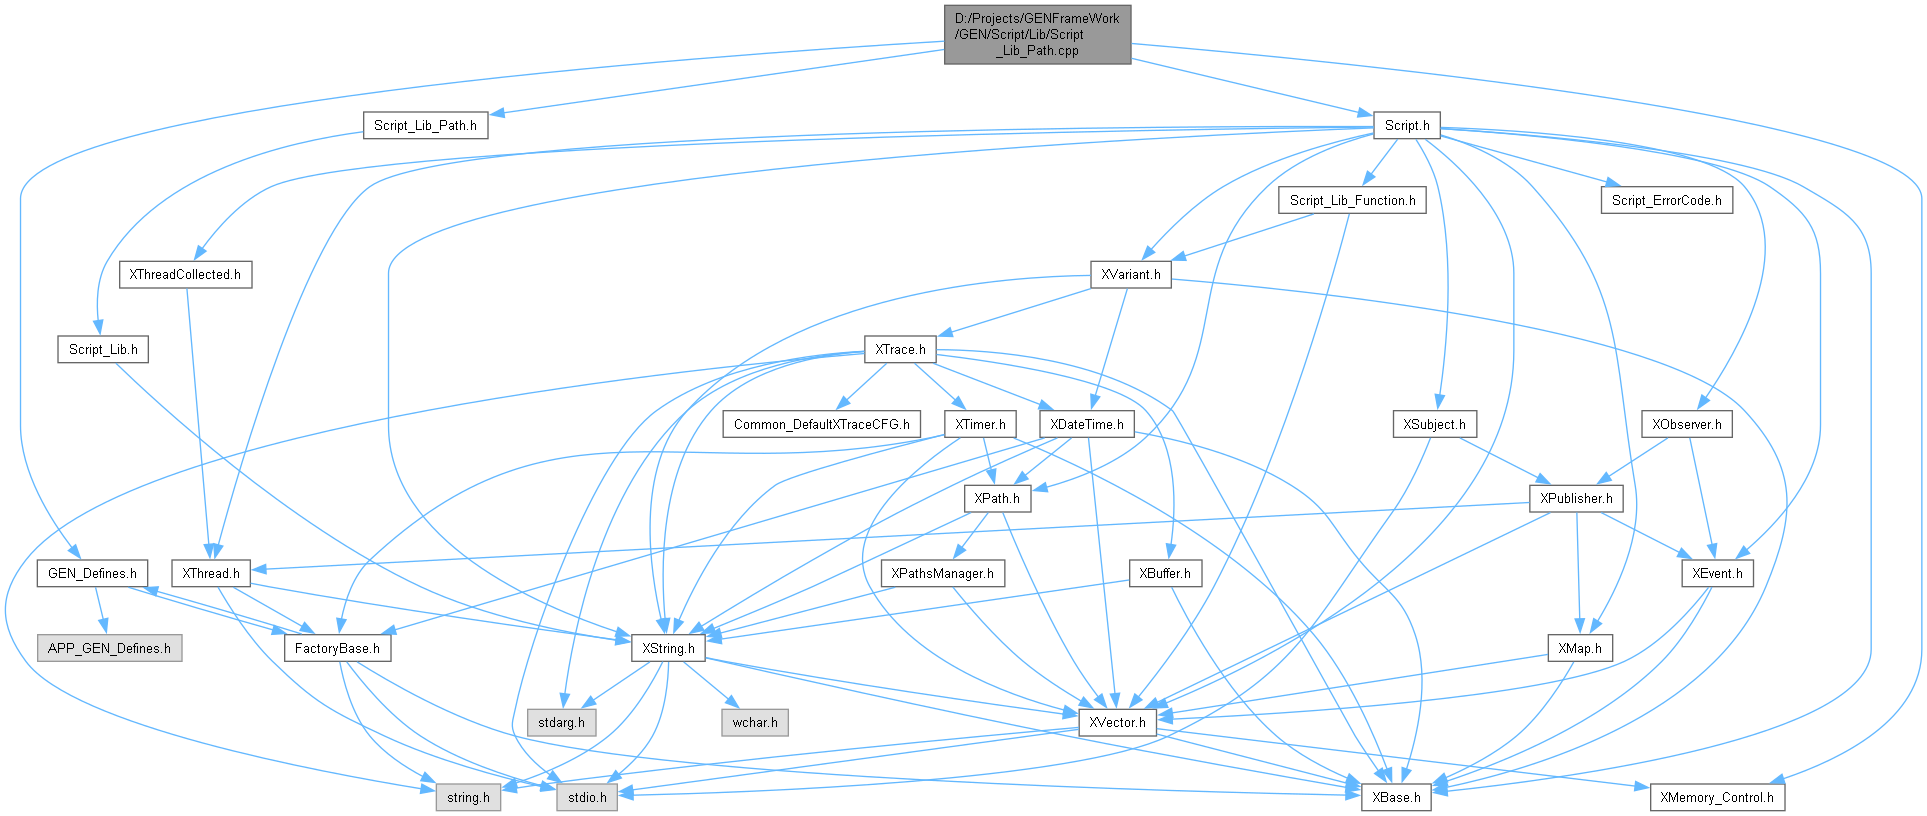 D:/Projects/GENFrameWork
/GEN/Script/Lib/Script
_Lib_Path.cpp
Script_Lib_Path.h
Script.h
Script_Lib_Function.h
Script_ErrorCode.h
XThreadCollected.h
XVariant.h
Script_Lib.h
XTrace.h
Common_DefaultXTraceCFG.h
XTimer.h
XDateTime.h
XSubject.h
XObserver.h
XPath.h
XPublisher.h
GEN_Defines.h
XThread.h
XPathsManager.h
XBuffer.h
XEvent.h
APP_GEN_Defines.h
FactoryBase.h
XString.h
XMap.h
stdarg.h
wchar.h
XVector.h
string.h
stdio.h
XBase.h
XMemory_Control.h